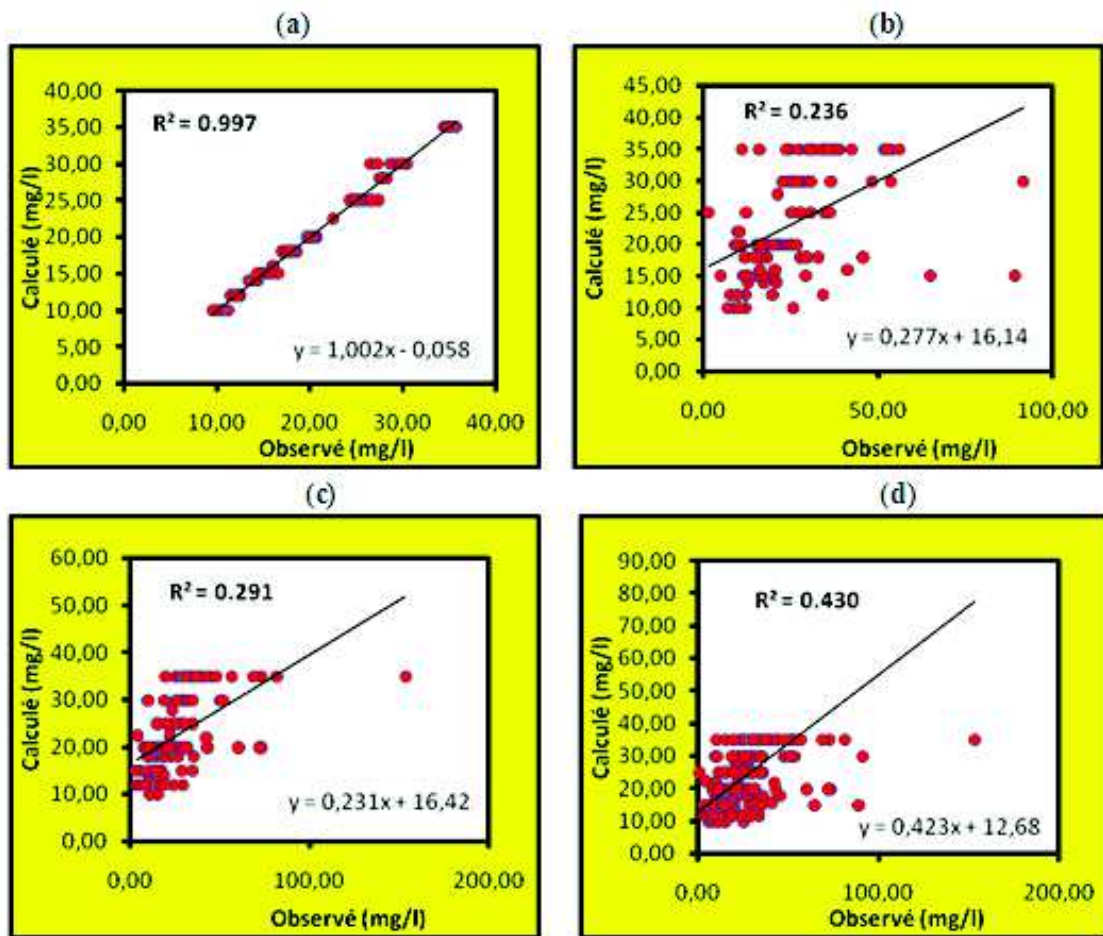 (a)
40,00
35,00
30,00
25,00
20,00
15,00
10,00
5,00
0,00
Calculé (mg/l)
R² = 0.997
y = 1,002x - 0,058
0,00 10,00 20,00 30,00 40,00
Observé (mg/l)
(b)
45,00
40,00
35,00
30,00
25,00
20,00
15,00
10,00
5,00
0,00
Calculé (mg/l)
R² = 0.236
y = 0,277x + 16,14
0,00 50,00 100,00
Observé (mg/l)
(c)
60,00
50,00
40,00
30,00
20,00
10,00
0,00
Calculé (mg/l)
R² = 0.291
y = 0,231x + 16,42
0,00 100,00 200,00
Observé (mg/l)
(d)
90,00
80,00
70,00
60,00
50,00
40,00
30,00
20,00
10,00
0,00
Calculé (mg/l)
R² = 0.430
y = 0,423x + 12,68
0,00 100,00 200,00
Observé (mg/l)